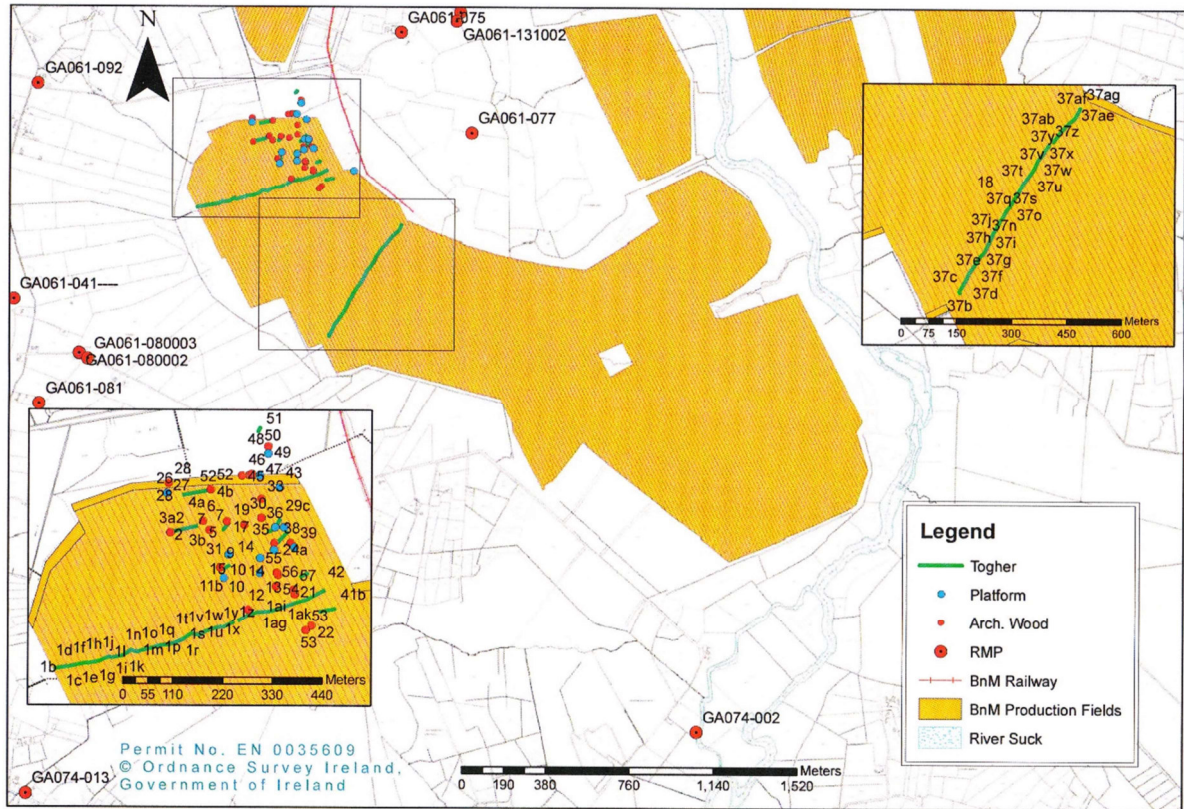 GA061-075
GA061-131002
N
GA061-092
GA061-077
GA061-041----
GA061-080003
GA061-080002
GA061-081
GA074-002
GA074-013
37af
37ag
37ab
37ae
37y
37z
37v
37x
37t
37w
18
37u
37q
37s
37o
37j
37n
37h
37i
37e
37g
37c
37f
37d
37b
0 75 150 300 450 600
Meters
51
48
50
46
49
28
26
27
52
52
45
47
43
28
4a
4b
33
6
19
30
29c
3a2
7
7
36
2
3b
5
17
35
38
39
31
9
14
24a
15
10
55
11b
10
14
56
57
42
13
54
12
21
41b
1t
1v
1w
1y
1z
1ai
1n
1o
1q
1s
1u
1x
1ag
1ak
53
1d
1f
1h
1j
1l
1m
1p
1r
53
22
1b
1c
1e
1g
1i
1k
Meters
0 55 110 220 330 440
Legend
Togher
Platform
Arch. Wood
RMP
BnM Railway
BnM Production Fields
River Suck
Permit No. EN 0035609
© Ordnance Survey Ireland,
Government of Ireland
Meters
0 190 380 760 1,140 1,520